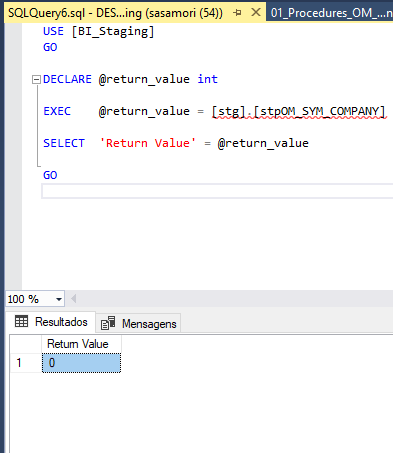 SQLQuery6.sql - DES...ing (sasamori (54))
01_Procedures_OM_...n
USE [BI_Staging]
GO
DECLARE @return_value int
EXEC @return_value = [stg].[stpOM_SYM_COMPANY]
SELECT 'Return Value' = @return_value
GO
100 %
Resultados Mensagens
Return Value
1 0